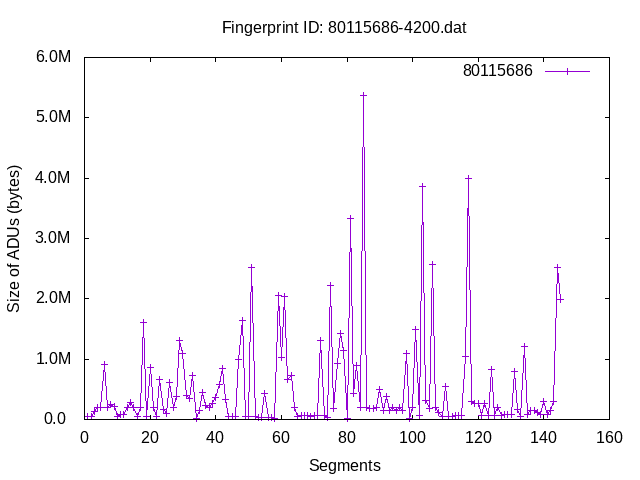 Fingerprint ID: 80115686-4200.dat
80115686
Size of ADUs (bytes)
6.0M
5.0M
4.0M
3.0M
2.0M
1.0M
0.0
0 20 40 60 80 100 120 140 160
Segments